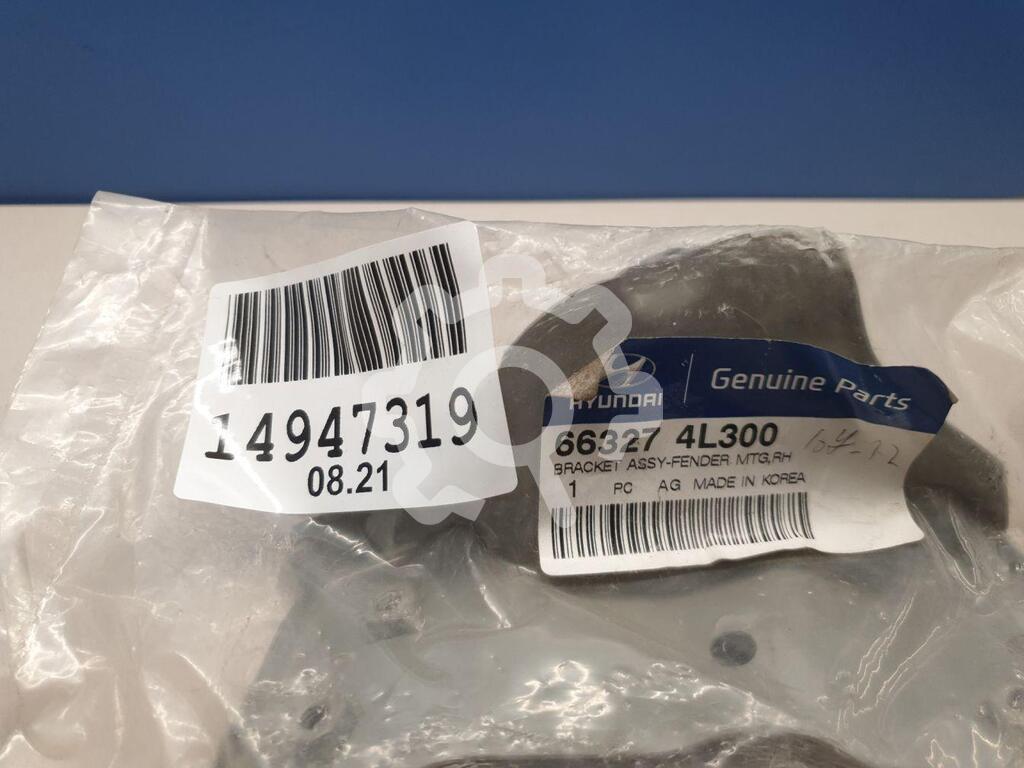 14947319
08.21
HYUNDAI
Genuine Parts
66327 4L300
BRACKET ASSY-FENDER MTG,RH
1 PC AG MADE IN KOREA